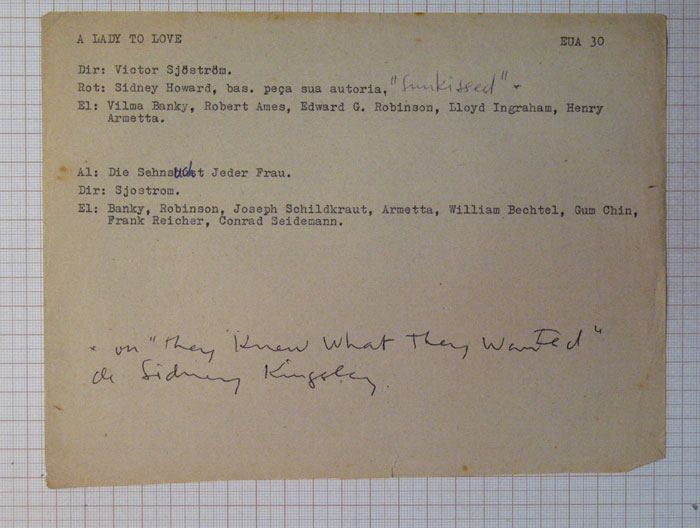 A LADY TO LOVE EUA 30
Dir: Victor Sjöström.
Rot: Sidney Howard, bas. peça sua autoria, "Sunkissed" *
El: Vilma Banky, Robert Ames, Edward G. Robinson, Lloyd Ingraham, Henry
Armetta.
Al: Die Sehnsuchst Jeder Frau.
Dir: Sjostrom.
El: Banky, Robinson, Joseph Schildkraut, Armetta, William Bechtel, Gum Chin,
Frank Reicher, Conrad Seidemann.
* ou "They Knew What They Wanted"
de Sidney Kingsley